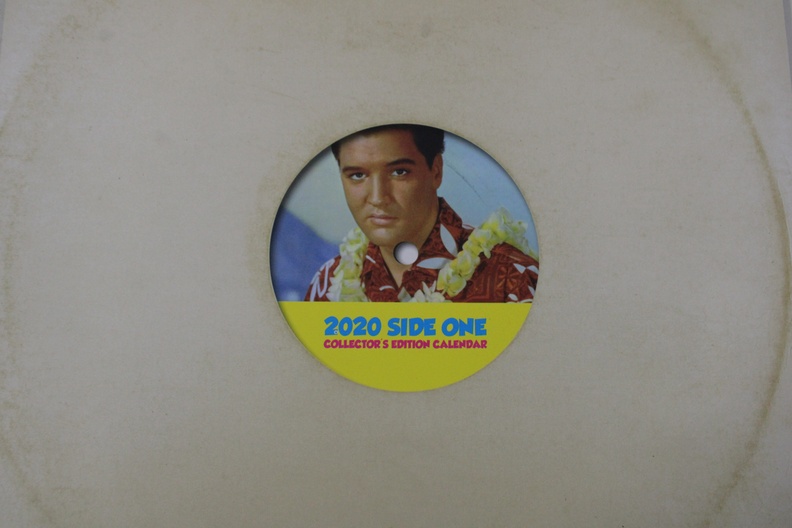 2020 SIDE ONE
COLLECTOR'S EDITION CALENDAR